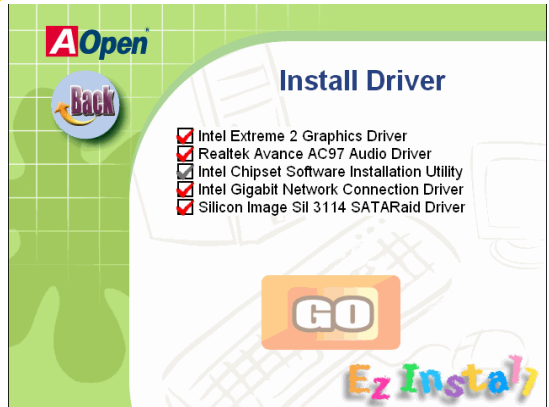 AOpen
Back
Install Driver
Intel Extreme 2 Graphics Driver
Realtek Avance AC97 Audio Driver
Intel Chipset Software Installation Utility
Intel Gigabit Network Connection Driver
Silicon Image Sil 3114 SATARaid Driver
GO
Ez Install